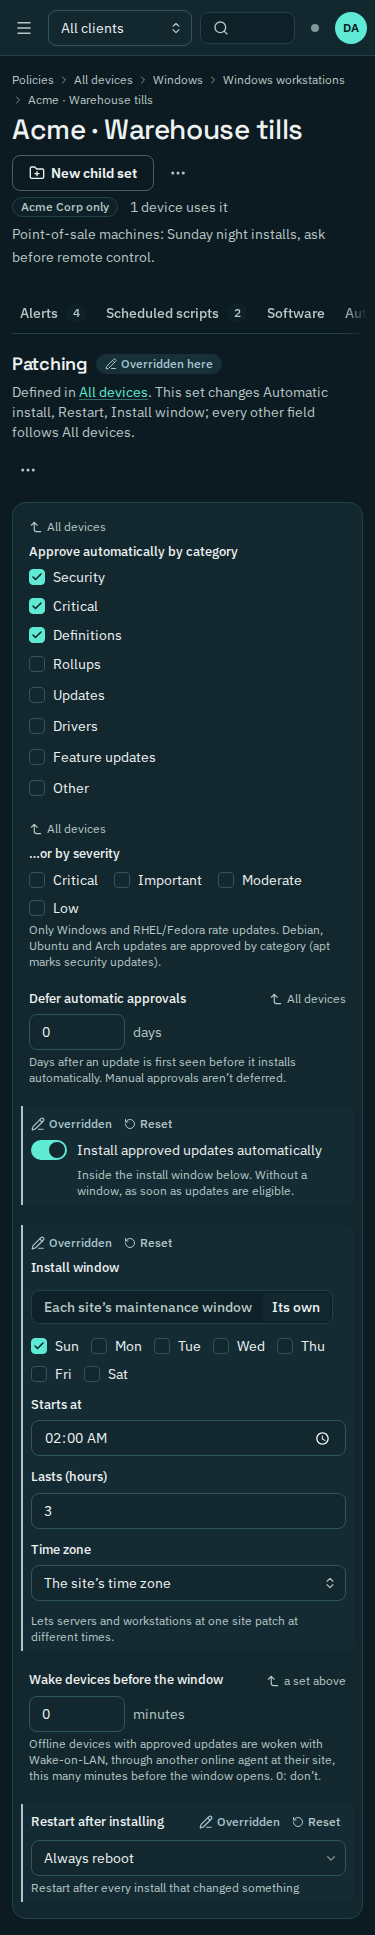 All clients
DA
Policies
All devices
Windows
Windows workstations
Acme · Warehouse tills
Acme · Warehouse tills
New child set
Acme Corp only
1 device uses it
Point-of-sale machines: Sunday night installs, ask
before remote control.
Alerts 4
Scheduled scripts 2
Software
Patching
Overridden here
Defined in All devices. This set changes Automatic
install, Restart, Install window; every other field
follows All devices.
All devices
Approve automatically by category
Security
Critical
Definitions
Rollups
Updates
Drivers
Feature updates
Other
All devices
…or by severity
Critical
Important
Moderate
Low
Only Windows and RHEL/Fedora rate updates. Debian,
Ubuntu and Arch updates are approved by category (apt
marks security updates).
Defer automatic approvals
All devices
0 days
Days after an update is first seen before it installs
automatically. Manual approvals aren’t deferred.
Overridden
Reset
Install approved updates automatically
Inside the install window below. Without a
window, as soon as updates are eligible.
Overridden
Reset
Install window
Each site’s maintenance window
Its own
Sun
Mon
Tue
Wed
Thu
Fri
Sat
Starts at
02:00 AM
Lasts (hours)
3
Time zone
The site’s time zone
Lets servers and workstations at one site patch at
different times.
Wake devices before the window
a set above
0 minutes
Offline devices with approved updates are woken with
Wake-on-LAN, through another online agent at their site,
this many minutes before the window opens. 0: don’t.
Restart after installing
Overridden
Reset
Always reboot
Restart after every install that changed something